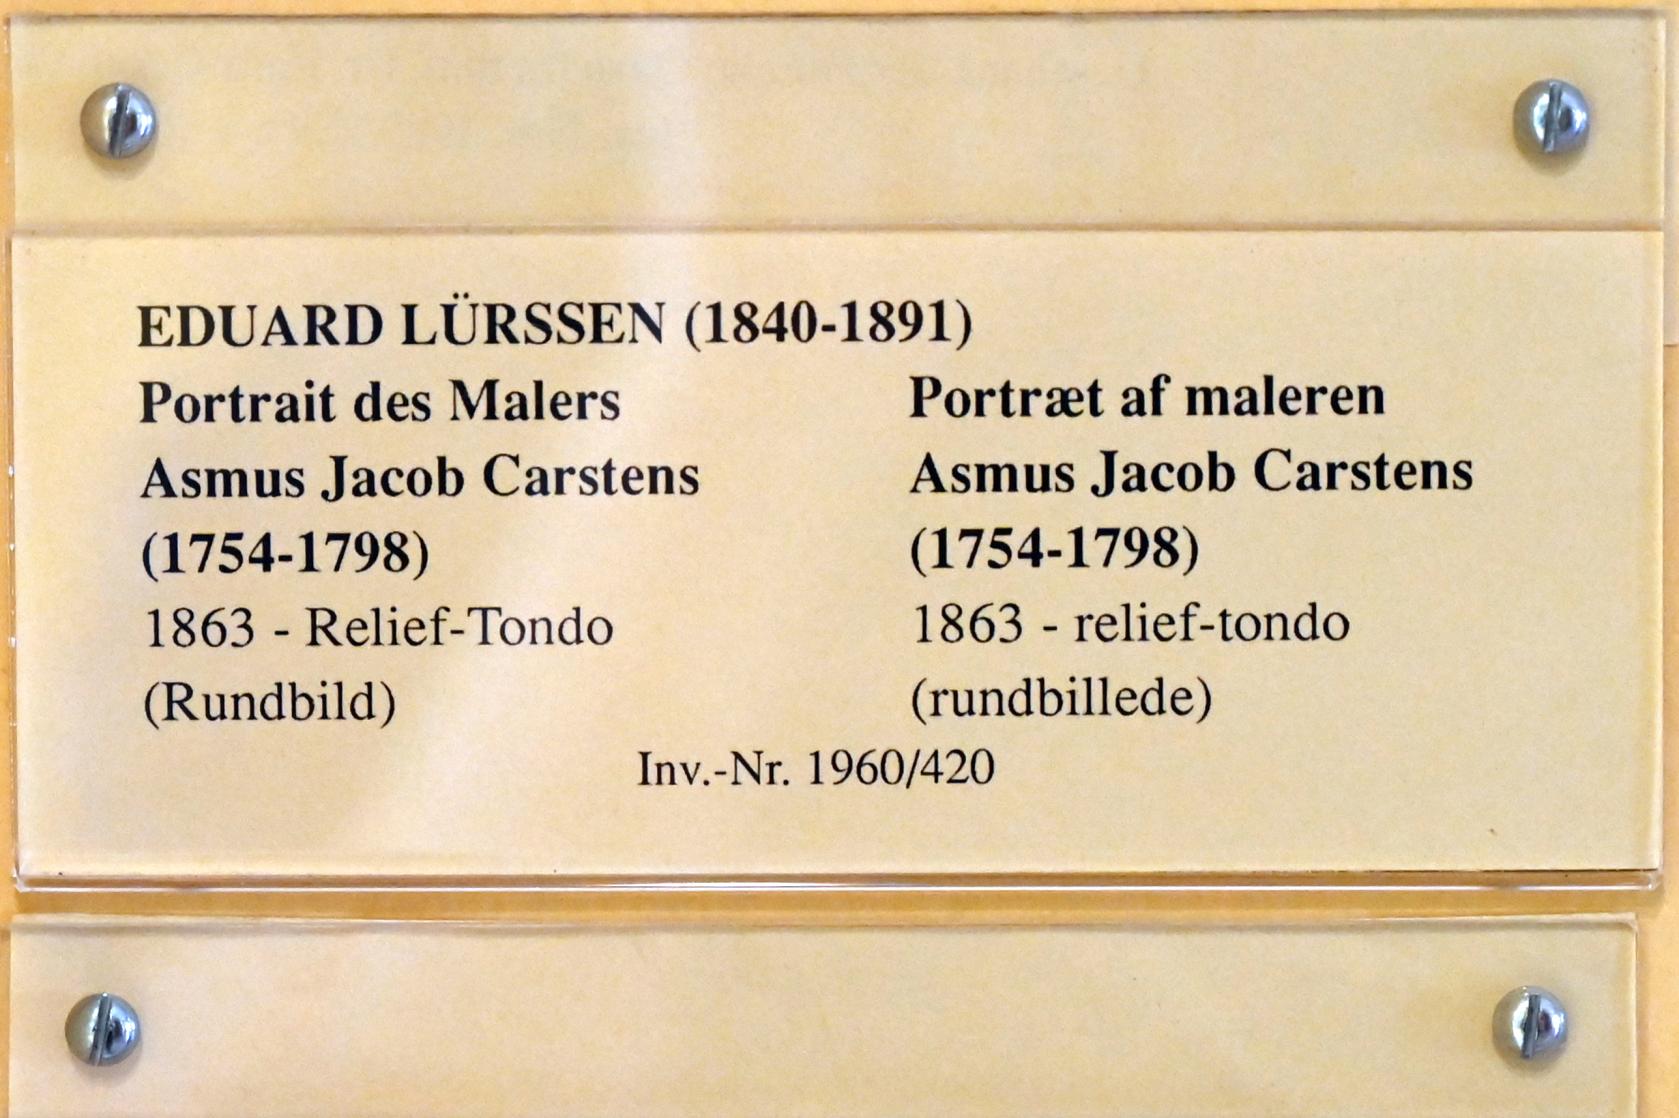 EDUARD LÜRSSEN (1840-1891)
Portrait des Malers
Asmus Jacob Carstens
(1754-1798)
1863 - Relief-Tondo
(Rundbild)
Portræt af maleren
Asmus Jacob Carstens
(1754-1798)
1863 - relief-tondo
(rundbillede)
Inv.-Nr. 1960/420